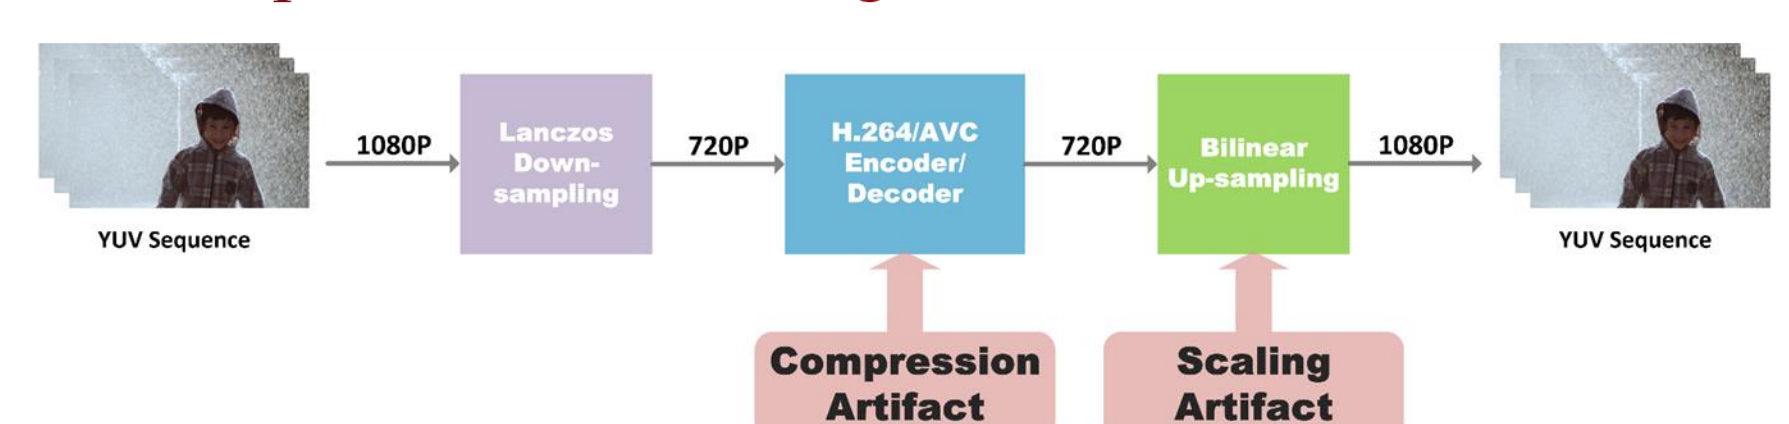 1080P
Lanczos
Down-
sampling
720P
H.264/AVC
Encoder/
Decoder
720P
Bilinear
Up-sampling
1080P
YUV Sequence
YUV Sequence
Compression
Artifact
Scaling
Artifact